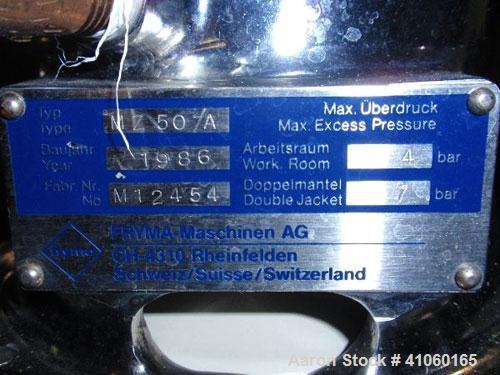 Typ
Type
MZ 50/A
Max. Überdruck
Max. Excess Pressure
Baujahr
Year
1986
Arbeitsraum
Work. Room
4 bar
Fabr. Nr.
No
M12454
Doppelmantel
Double Jacket
7 bar
fryma
FRYMA-Maschinen AG
CH-4310 Rheinfelden
Schweiz/Suisse/Switzerland
Aaron Stock # 41060165